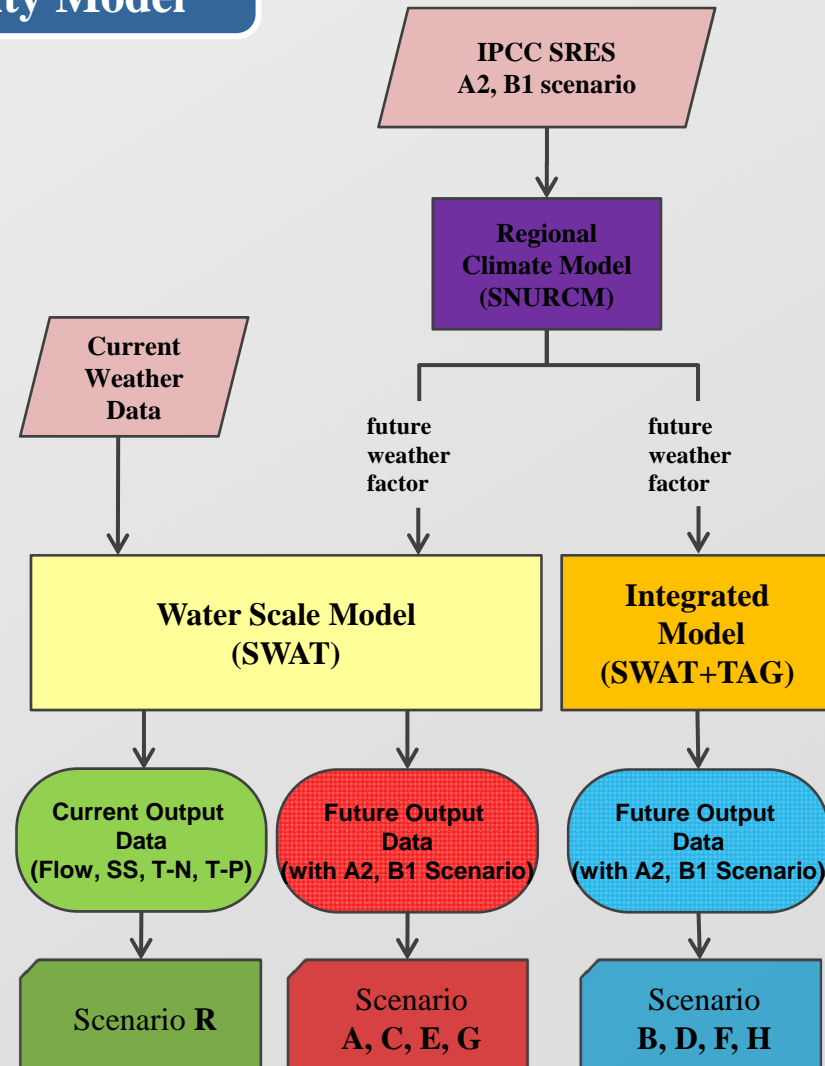 ity Model
IPCC SRES
A2, B1 scenario
Regional
Climate Model
(SNURCM)
Current
Weather
Data
future
weather
factor
future
weather
factor
Water Scale Model
(SWAT)
Integrated
Model
(SWAT+TAG)
Current Output
Data
(Flow, SS, T-N, T-P)
Future Output
Data
(with A2, B1 Scenario)
Future Output
Data
(with A2, B1 Scenario)
Scenario R
Scenario
A, C, E, G
Scenario
B, D, F, H